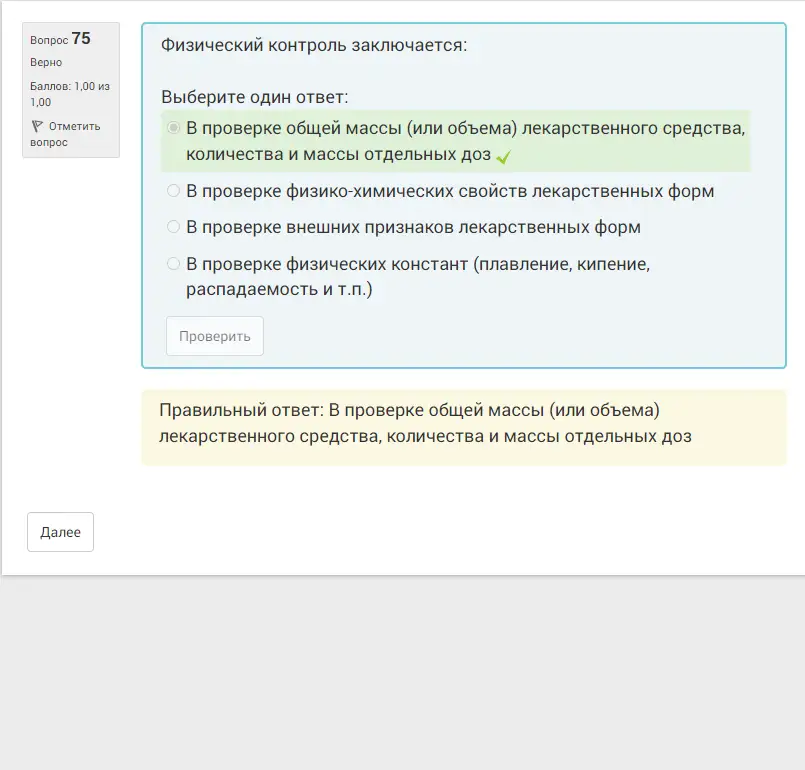 Вопрос 75
Верно
Баллов: 1,00 из
1,00
Отметить
вопрос
Физический контроль заключается:
Выберите один ответ:
В проверке общей массы (или объема) лекарственного средства,
количества и массы отдельных доз
В проверке физико-химических свойств лекарственных форм
В проверке внешних признаков лекарственных форм
В проверке физических констант (плавление, кипение,
распадаемость и т.п.)
Проверить
Правильный ответ: В проверке общей массы (или объема)
лекарственного средства, количества и массы отдельных доз
Далее